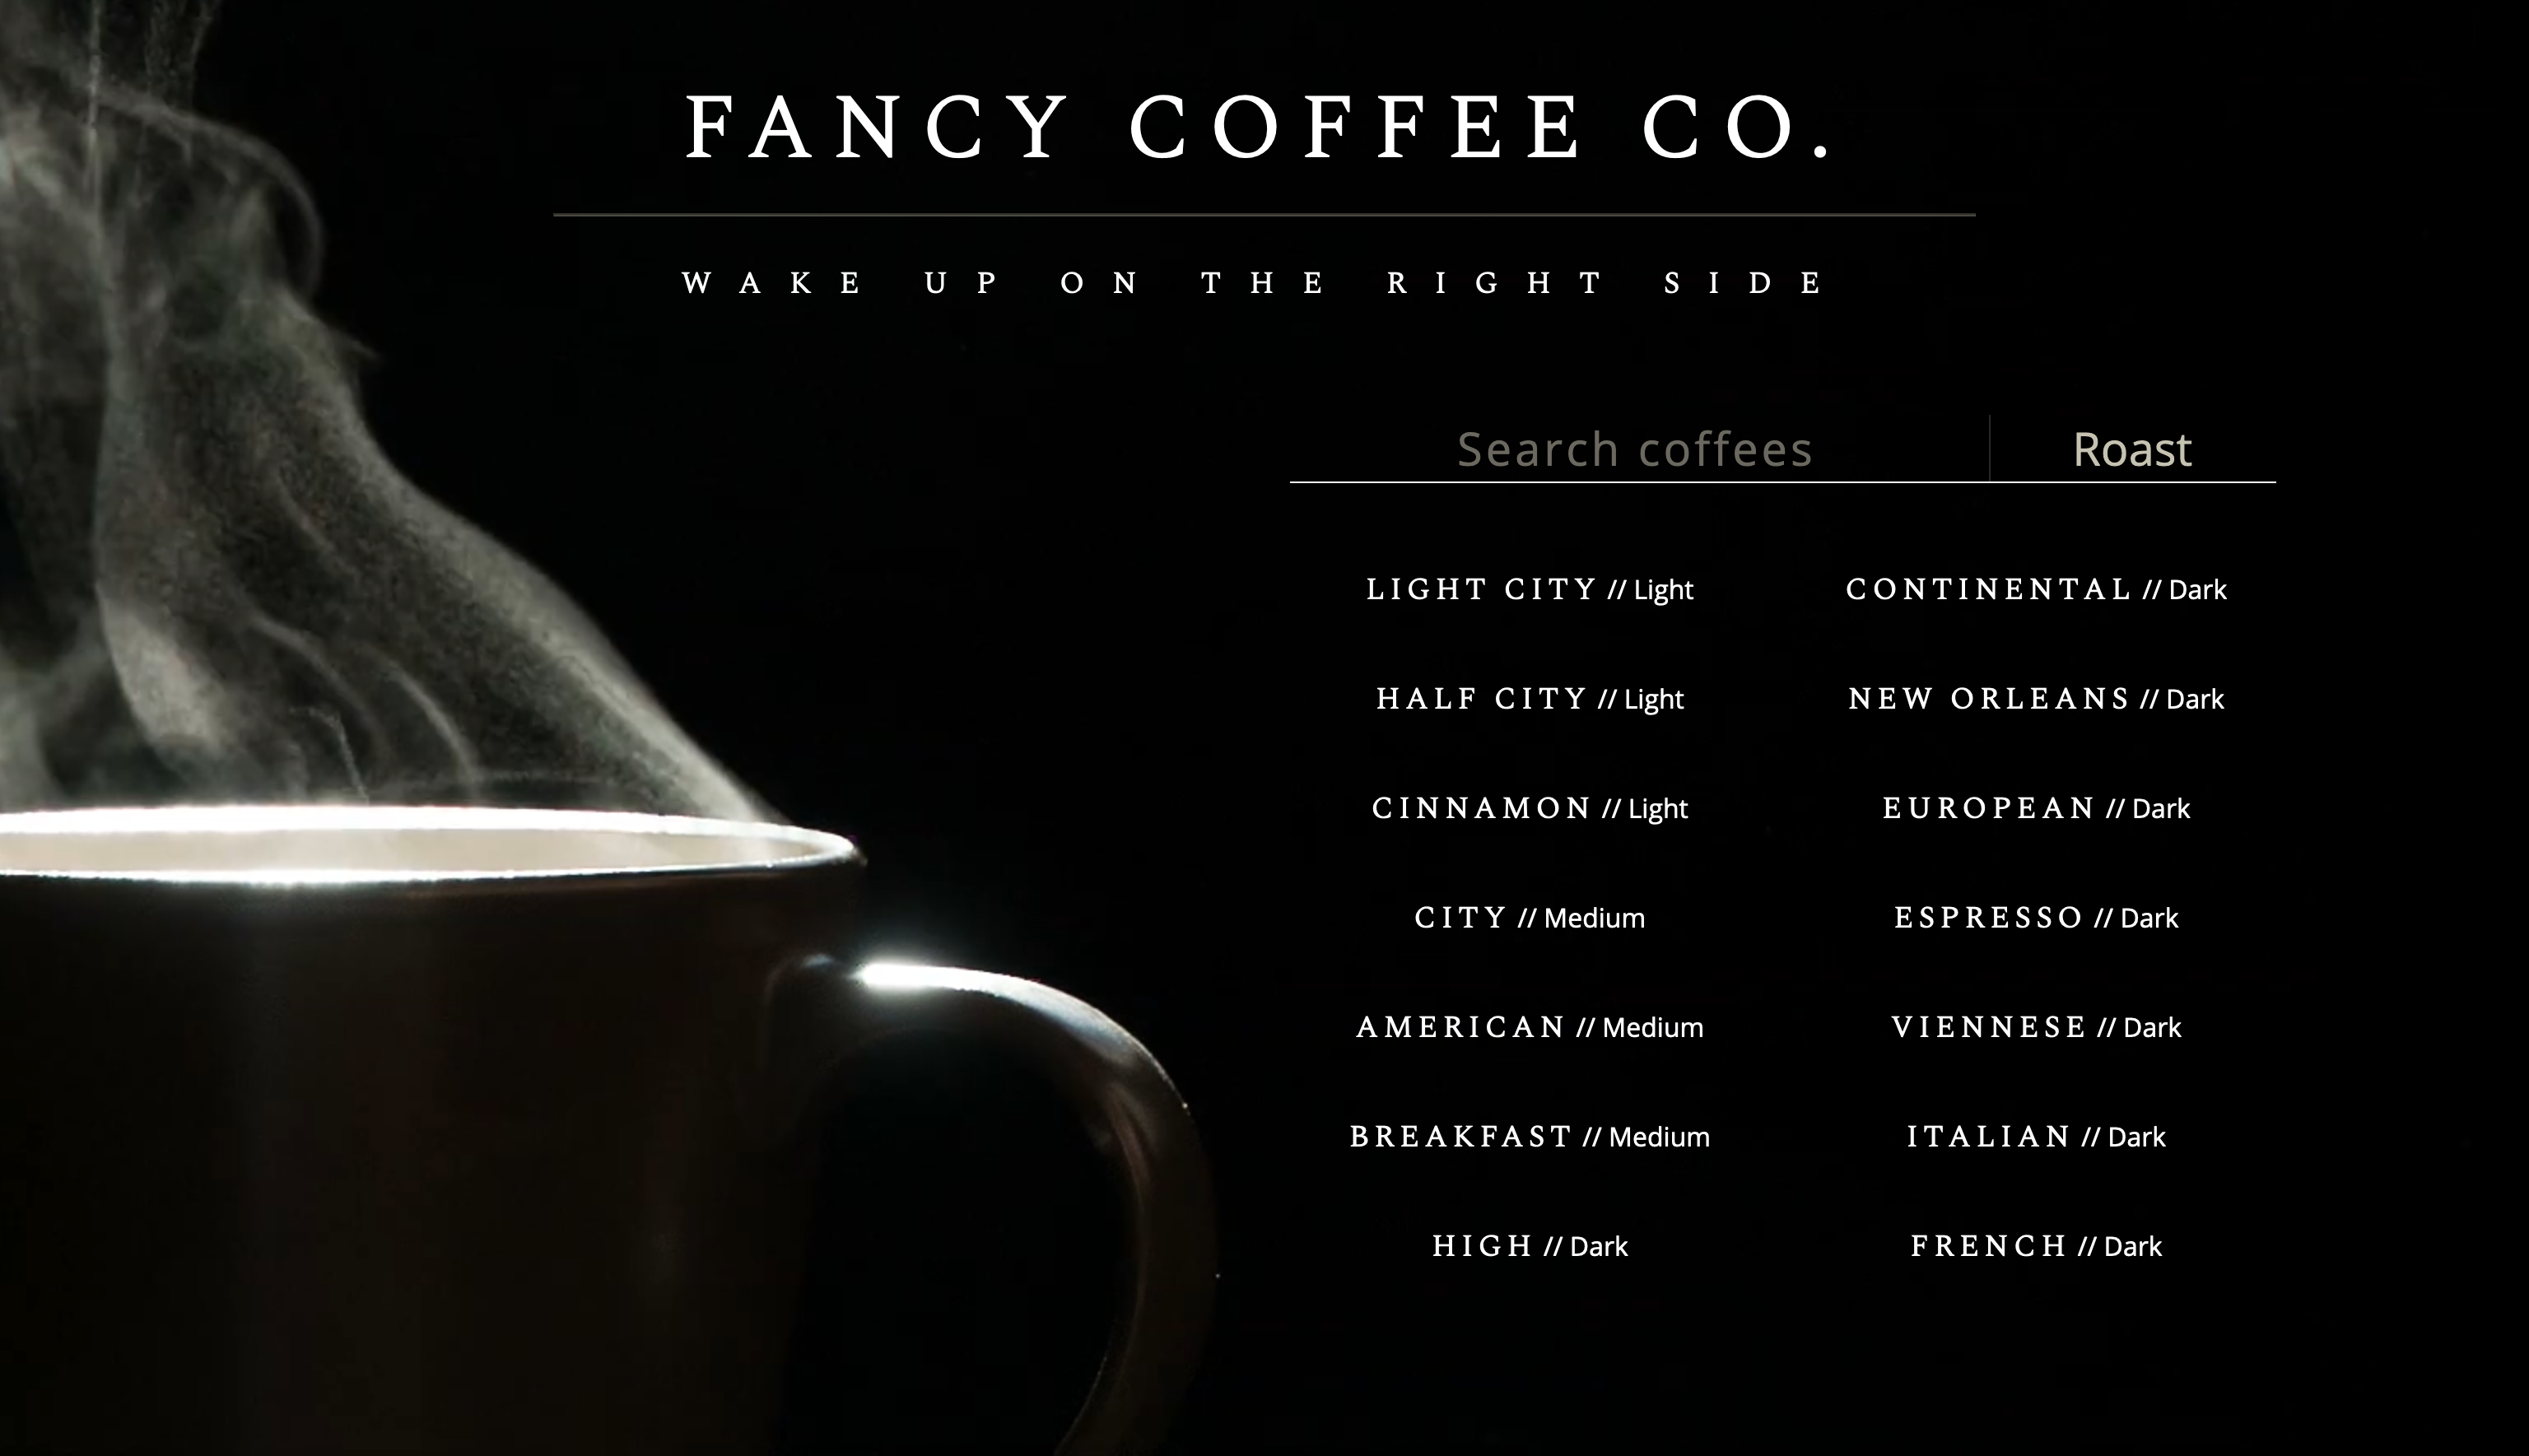 FANCY COFFEE CO.
WAKE UP ON THE RIGHT SIDE
Search coffees
Roast
LIGHT CITY // Light
CONTINENTAL // Dark
HALF CITY // Light
NEW ORLEANS // Dark
CINNAMON // Light
EUROPEAN // Dark
CITY // Medium
ESPRESSO // Dark
AMERICAN // Medium
VIENNESE // Dark
BREAKFAST // Medium
ITALIAN // Dark
HIGH // Dark
FRENCH // Dark